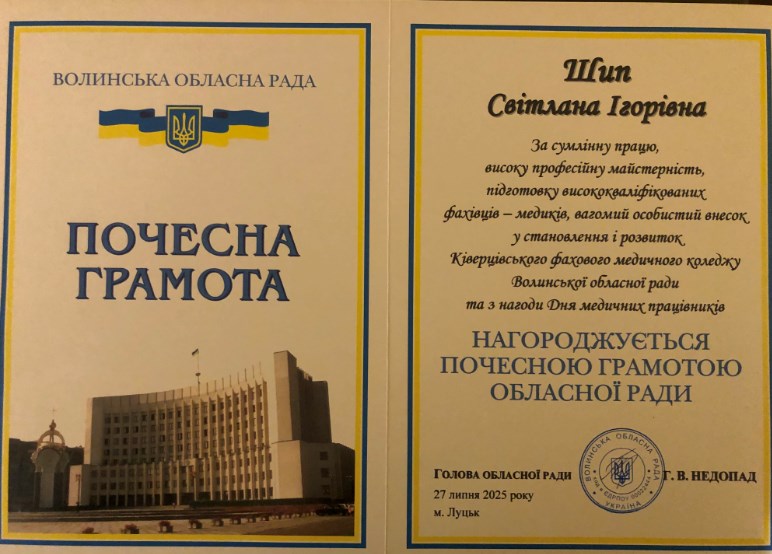 ВОЛИНСЬКА ОБЛАСНА РАДА
ПОЧЕСНА
ГРАМОТА
Шип
Світлана Ігорівна
За сумлінну працю,
високу професійну майстерність,
підготовку висококваліфікованих
фахівців – медиків, вагомий особистий внесок
у становлення і розвиток
Ківерцівського фахового медичного коледжу
Волинської обласної ради
та з нагоди Дня медичних працівників
НАГОРОДЖУЄТЬСЯ
ПОЧЕСНОЮ ГРАМОТОЮ
ОБЛАСНОЇ РАДИ
ГОЛОВА ОБЛАСНОЇ РАДИ
Г. В. НЕДОПАД
ВОЛИНСЬКА ОБЛАСНА РАДА
ЄДРПОУ
УКРАЇНА
27 липня 2025 року
м. Луцьк